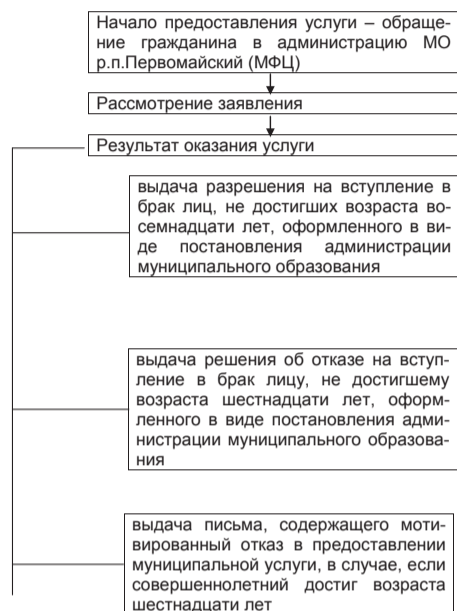 Начало предоставления услуги – обраще-
ние гражданина в администрацию МО
р.п.Первомайский (МФЦ)
Рассмотрение заявления
Результат оказания услуги
выдача разрешения на вступление в
брак лиц, не достигших возраста во-
семнадцати лет, оформленного в ви-
де постановления администрации
муниципального образования
выдача решения об отказе на вступ-
ление в брак лицу, не достигшему
возраста шестнадцати лет, оформ-
ленного в виде постановления адми-
нистрации муниципального образова-
ния
выдача письма, содержащего моти-
вированный отказ в предоставлении
муниципальной услуги, в случае, если
совершеннолетний достиг возраста
шестнадцати лет